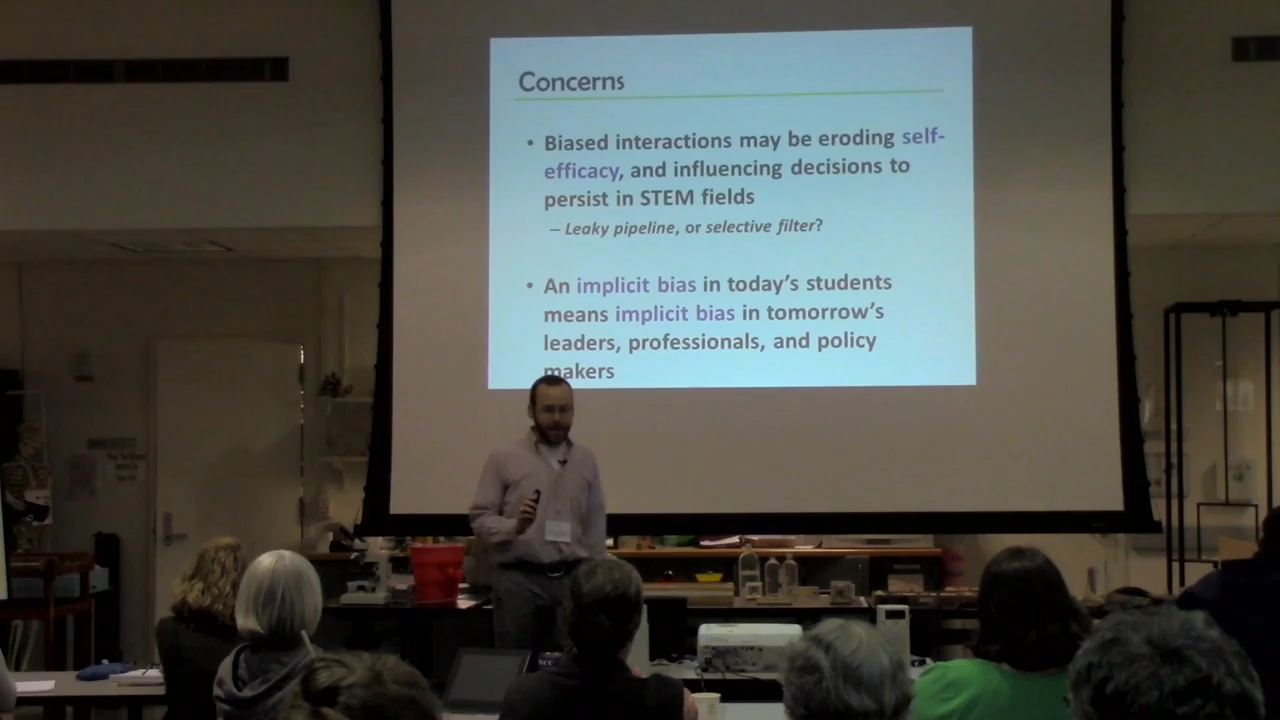 Concerns
• Biased interactions may be eroding self-
efficacy, and influencing decisions to
persist in STEM fields
– Leaky pipeline, or selective filter?
• An implicit bias in today's students
means implicit bias in tomorrow's
leaders, professionals, and policy
makers